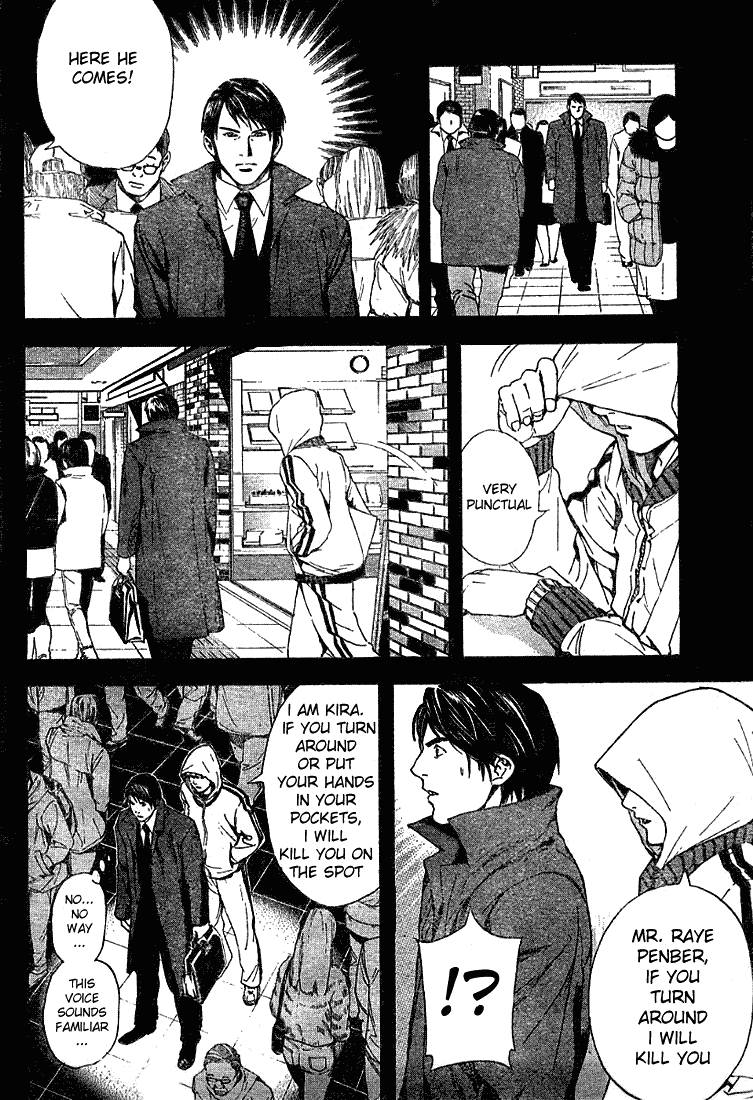 HERE HE
COMES!
VERY
PUNCTUAL
MR. RAYE
PENBER,
IF YOU
TURN
AROUND
I WILL
KILL YOU
!?
I AM KIRA.
IF YOU TURN
AROUND
OR PUT
YOUR HANDS
IN YOUR
POCKETS,
I WILL
KILL YOU ON
THE SPOT
NO...
NO
WAY
...
THIS
VOICE
SOUNDS
FAMILIAR
...